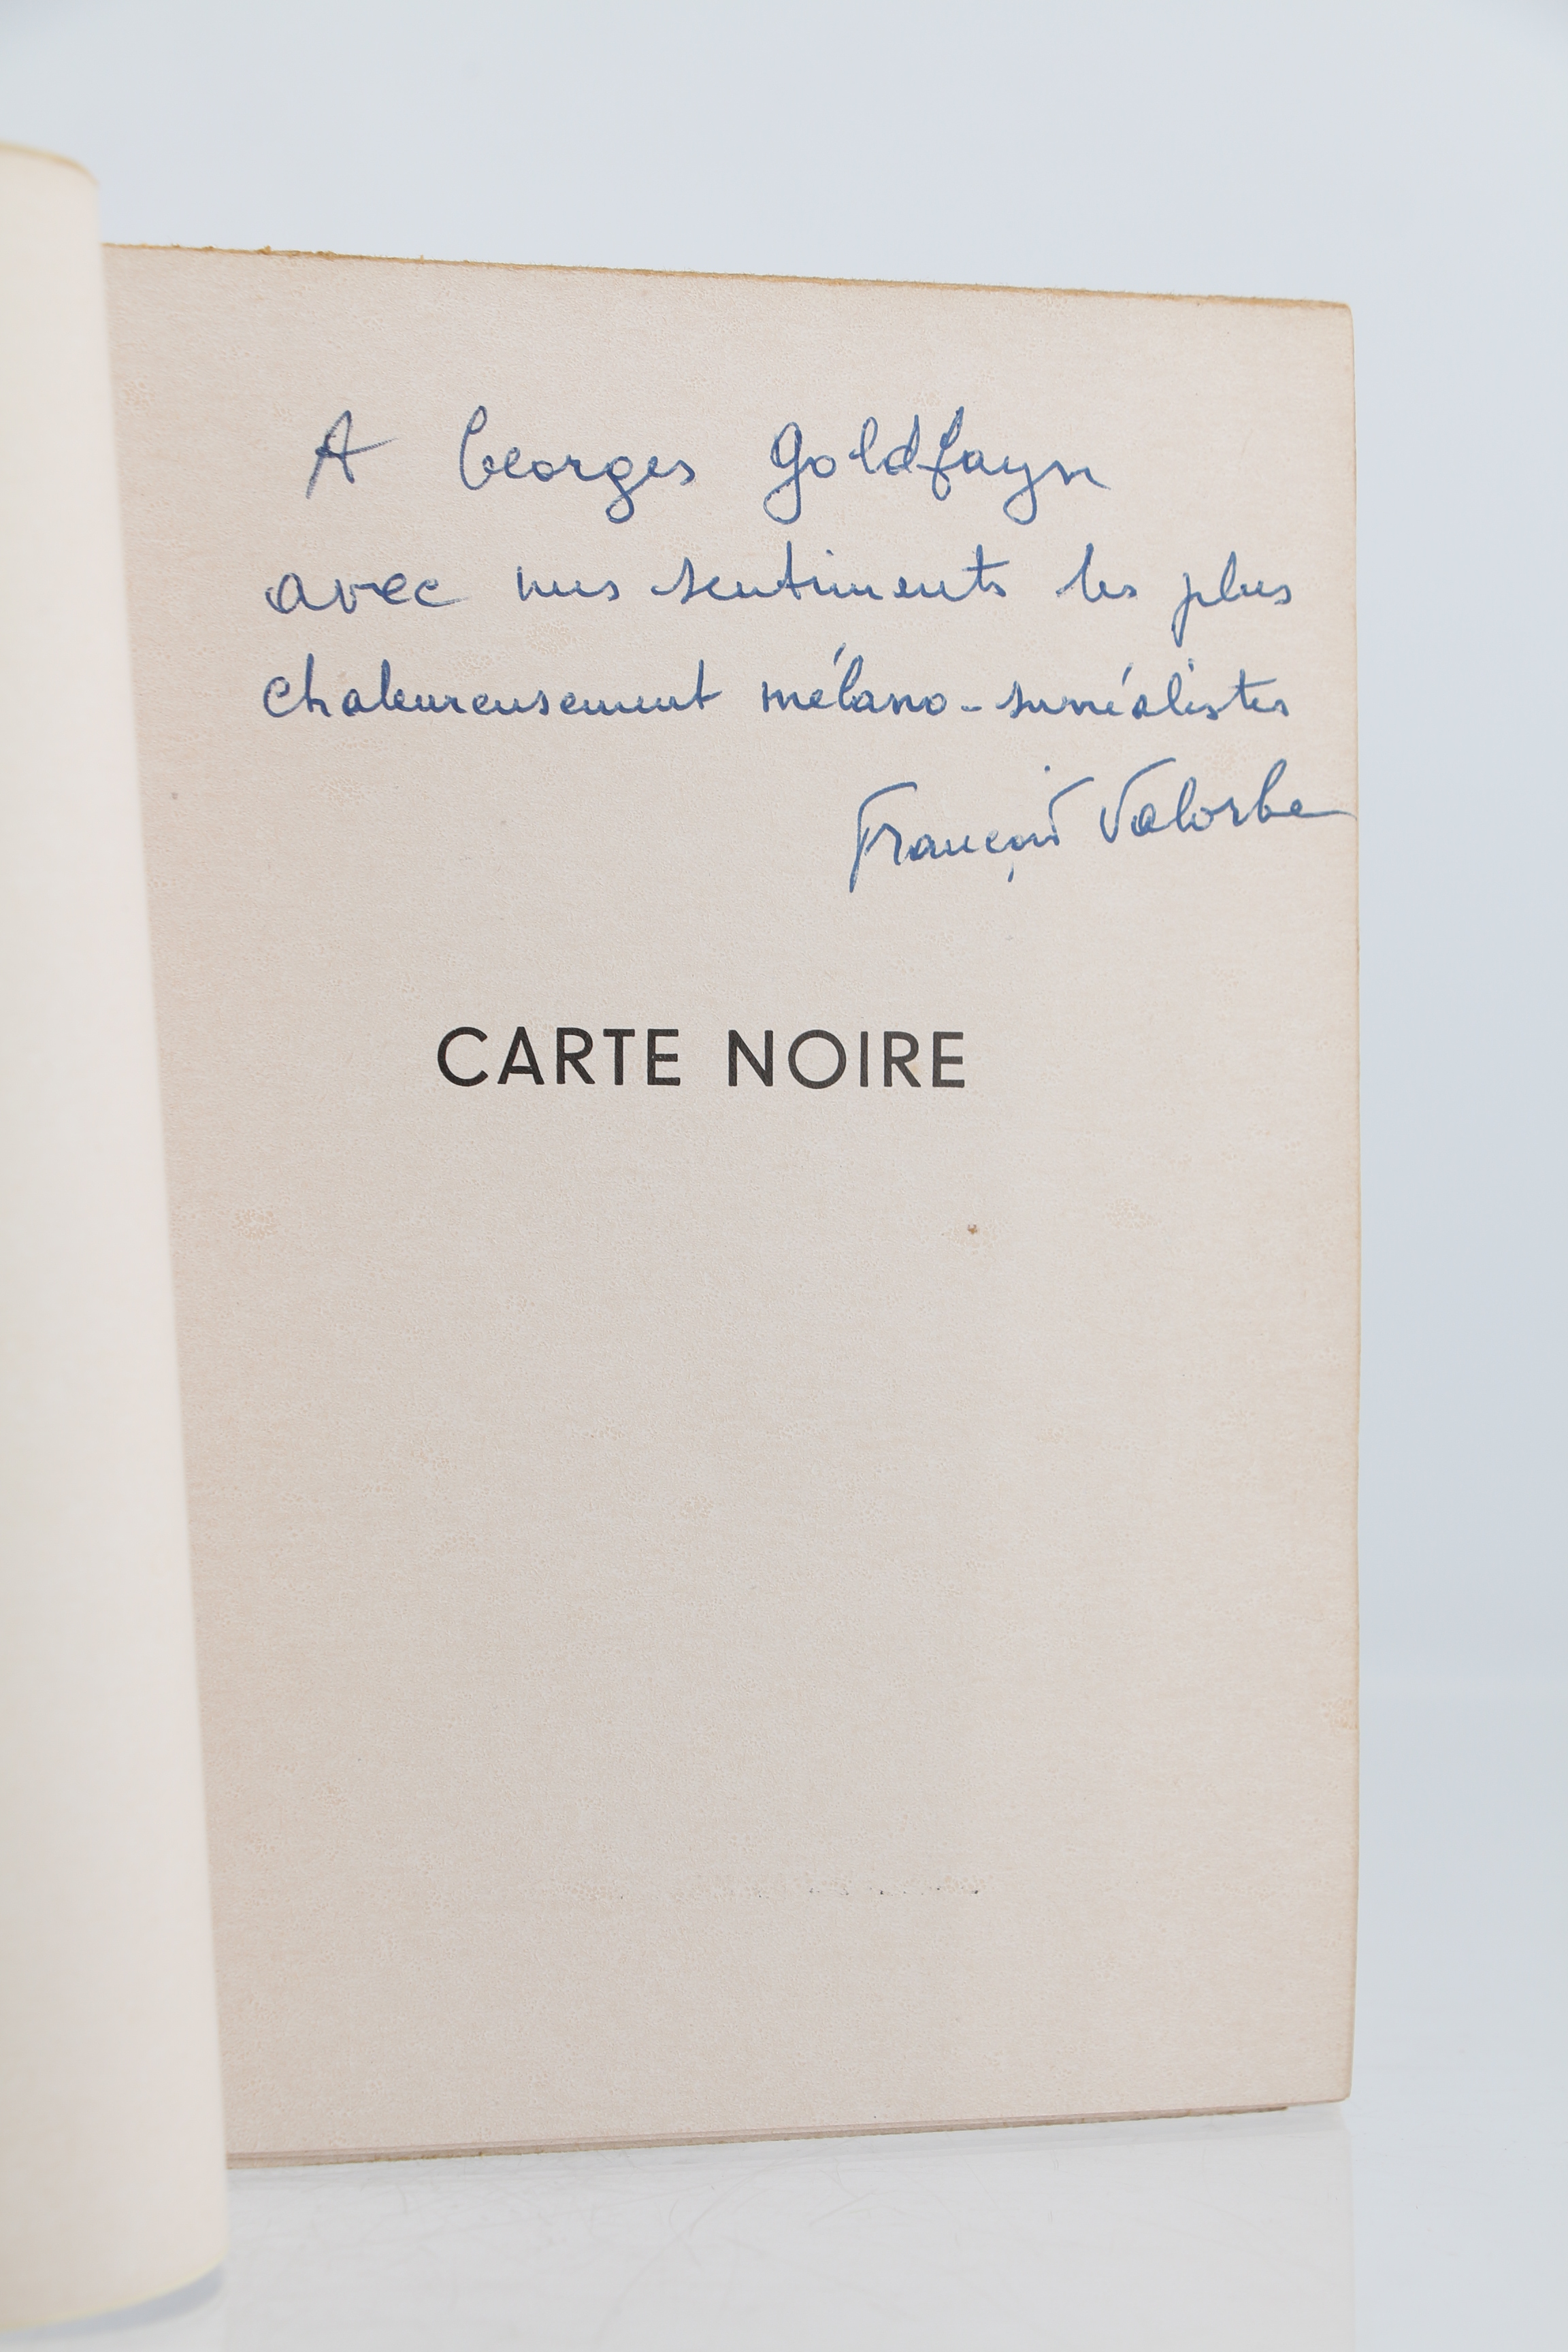 A Georges Goldfayn
avec mes sentiments les plus
chaleureusement mélano-surréalistes
François Valorbe
CARTE NOIRE